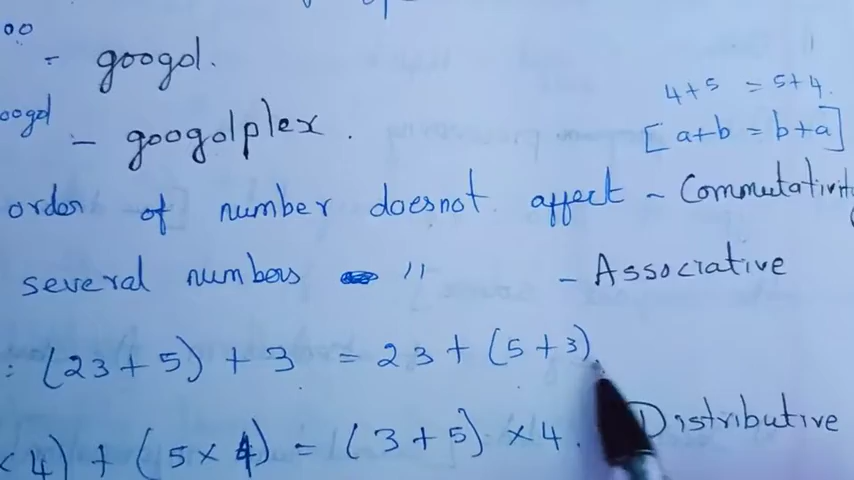 00
= googol.
4+5 = 5+4.
oogol - googolplex.
[a+b = b+a]
order of number doesnot affect - Commutativit
several numbers " - Associative
: (23+5) + 3 = 23 + (5+3).
× 4) + (5 × 4) = (3+5) × 4. Distributive